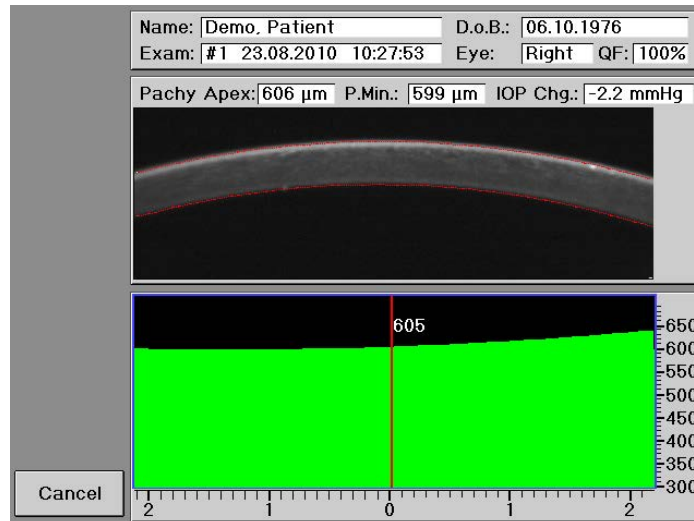 Name: Demo, Patient D.o.B.: 06.10.1976
Exam: #1 23.08.2010 10:27:53 Eye: Right QF: 100%
Pachy Apex: 606 µm P.Min.: 599 µm IOP Chg.: -2.2 mmHg
605
650
600
550
500
450
400
350
300
Cancel
2 1 0 1 2